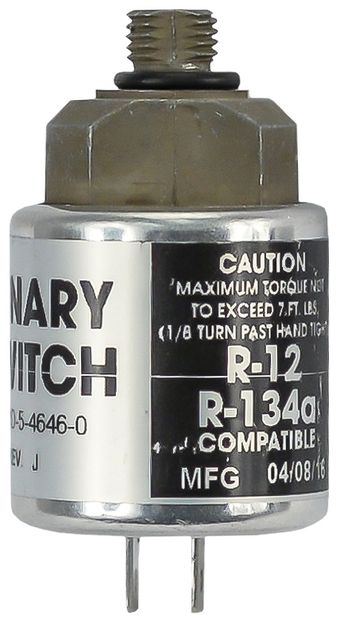 NARY
WITCH
0-5-4646-0
REV J
CAUTION
MAXIMUM TORQUE NOT
TO EXCEED 7 FT. LBS.
(1/8 TURN PAST HAND TIGHT
R-12
R-134a
COMPATIBLE
MFG 04/08/16